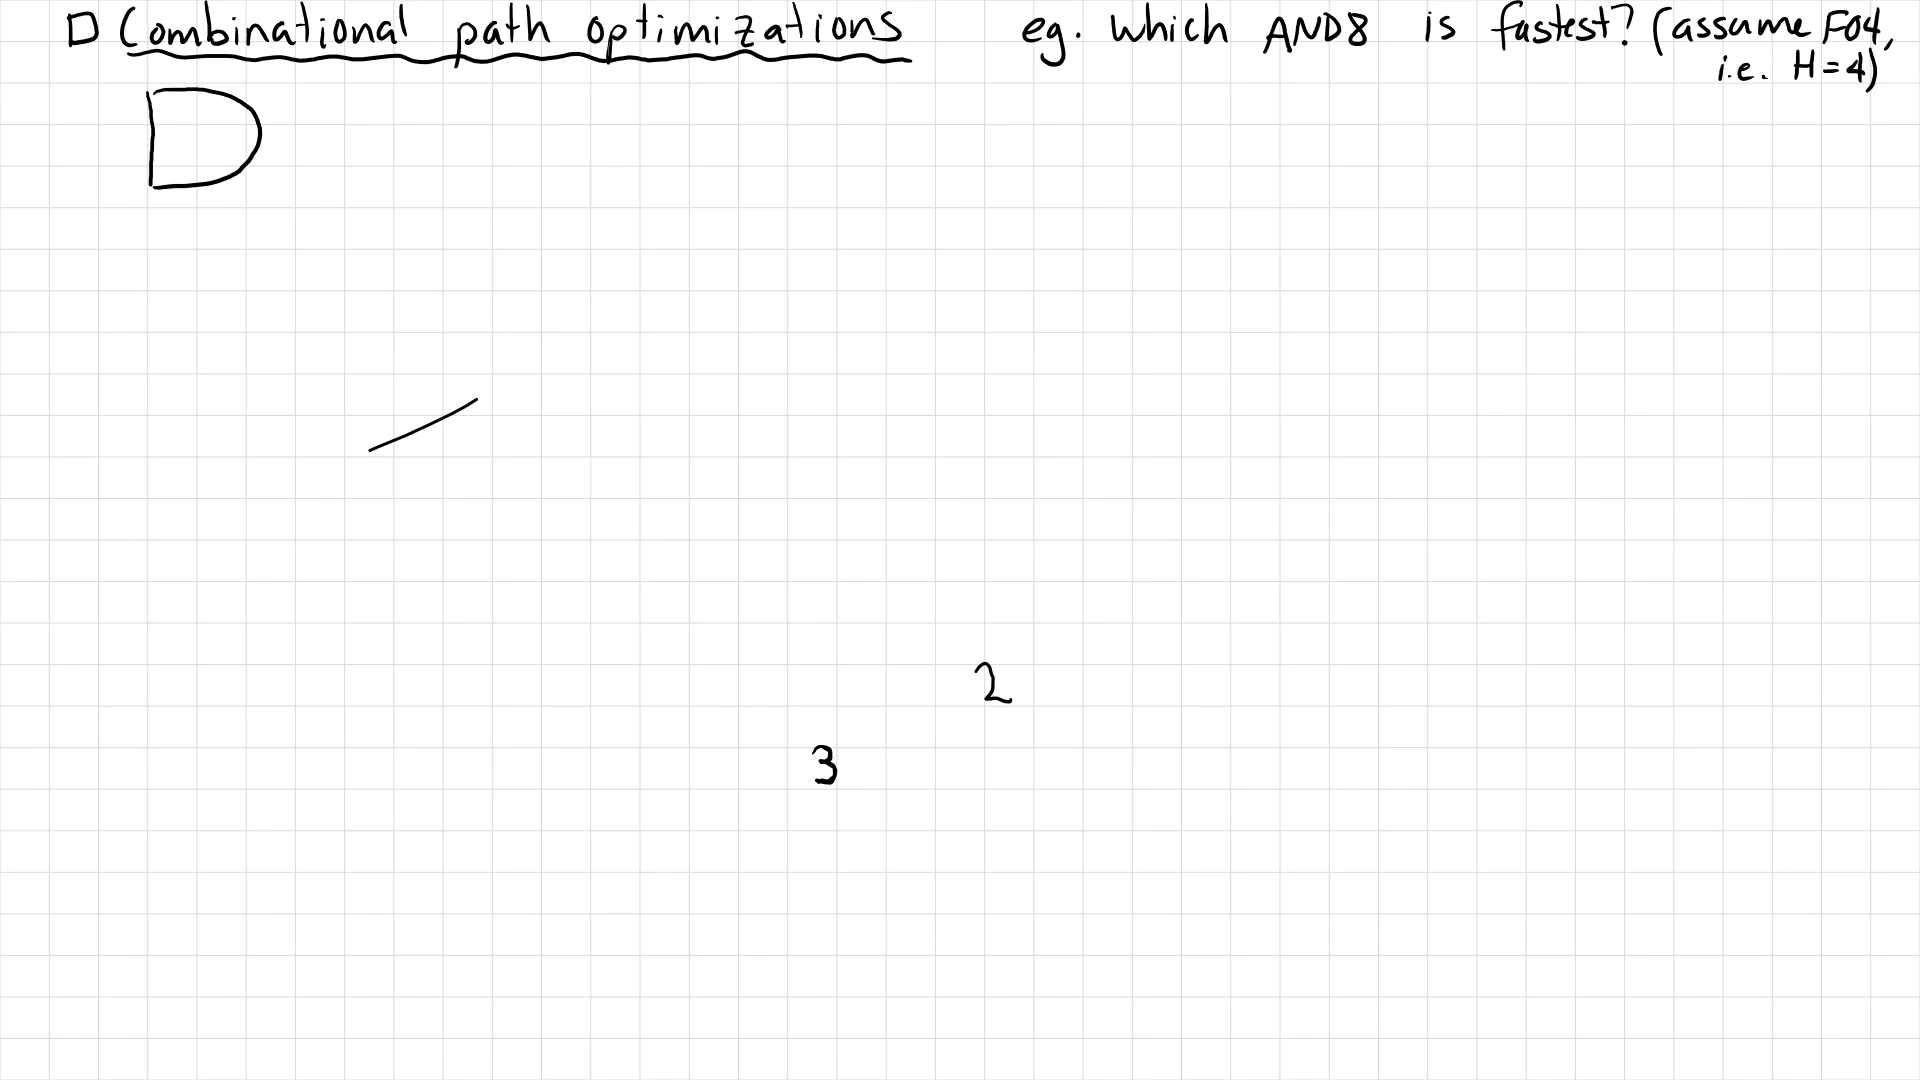 □ Combinational path optimizations eg. Which AND8 is fastest? (assume FO4,
i.e. H=4)
2
3